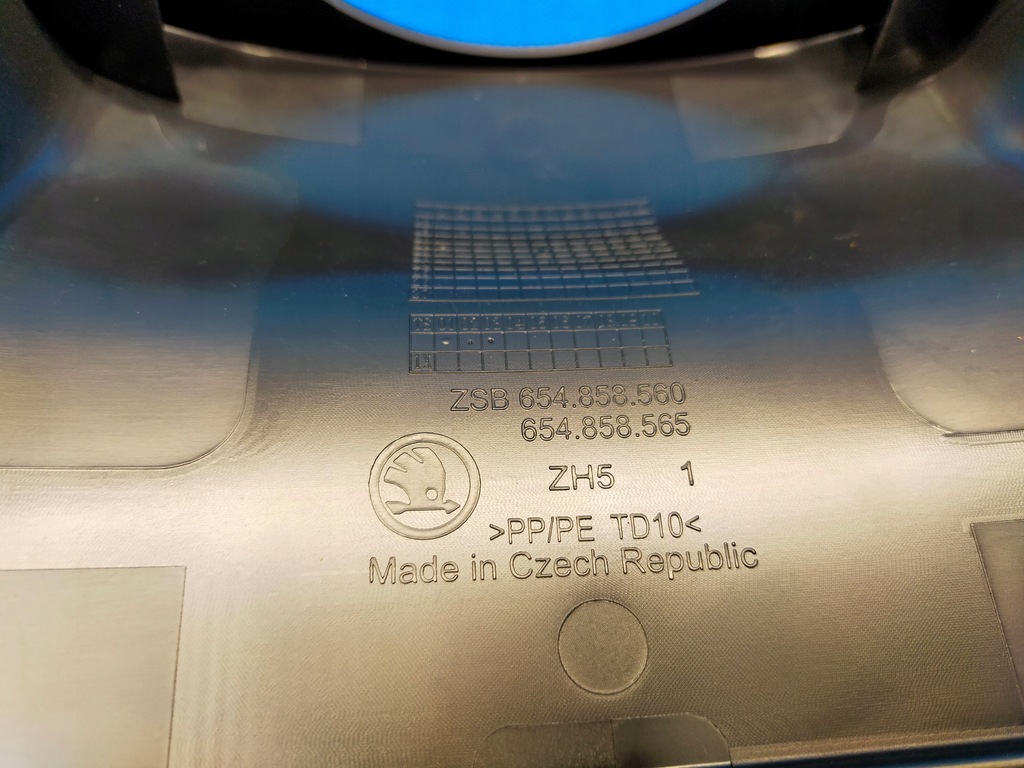 ZSB 654.858.560
654.858.565
ZH5 1
>PP/PE TD10<
Made in Czech Republic